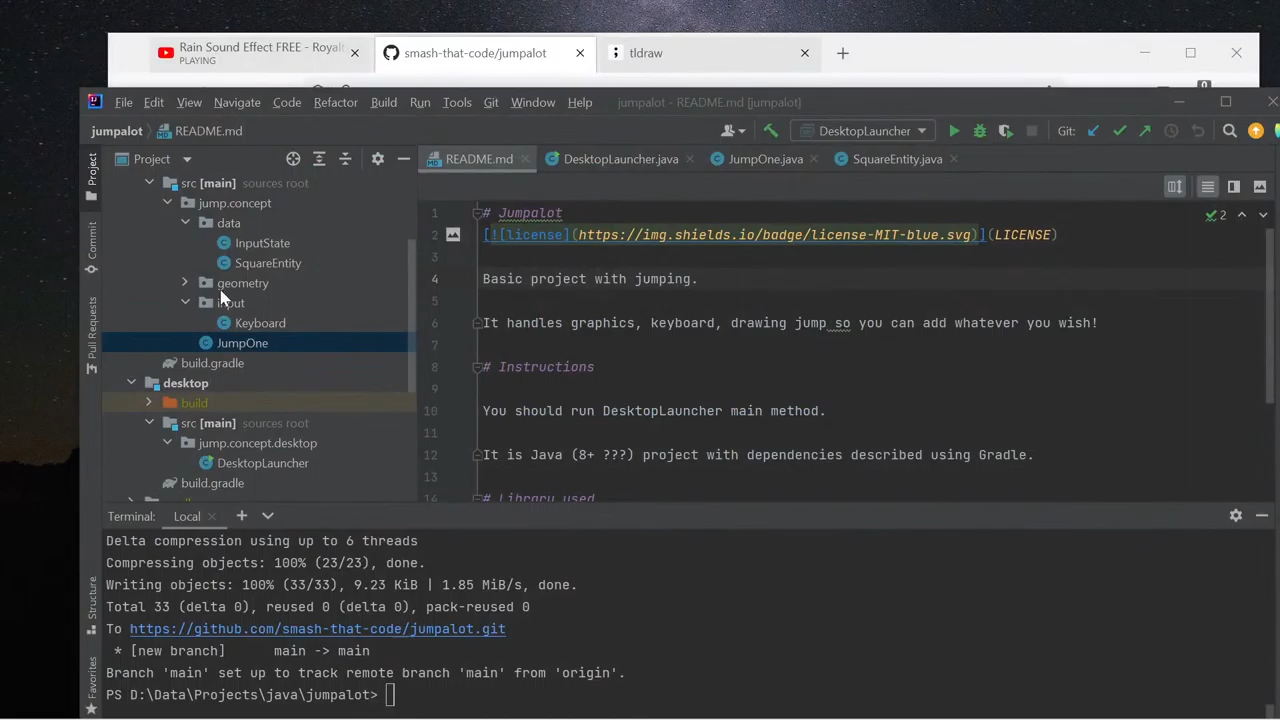 Rain Sound Effect FREE - Royalt
PLAYING
smash-that-code/jumpalot
tldraw
File Edit View Navigate Code Refactor Build Run Tools Git Window Help jumpalot - README.md [jumpalot]
jumpalot README.md
DesktopLauncher
Git:
Project
README.md
DesktopLauncher.java
JumpOne.java
SquareEntity.java
Project
Commit
Pull Requests
Structure
Favorites
src [main] sources root
jump.concept
data
InputState
SquareEntity
geometry
input
Keyboard
JumpOne
build.gradle
desktop
build
src [main] sources root
jump.concept.desktop
DesktopLauncher
build.gradle
1 # Jumpalot
2 [![license](https://img.shields.io/badge/license-MIT-blue.svg)](LICENSE)
3
4 Basic project with jumping.
5
6 It handles graphics, keyboard, drawing jump so you can add whatever you wish!
7
8 # Instructions
9
10 You should run DesktopLauncher main method.
11
12 It is Java (8+ ???) project with dependencies described using Gradle.
13
14 # Library used
2
Terminal: Local
Delta compression using up to 6 threads
Compressing objects: 100% (23/23), done.
Writing objects: 100% (33/33), 9.23 KiB | 1.85 MiB/s, done.
Total 33 (delta 0), reused 0 (delta 0), pack-reused 0
To https://github.com/smash-that-code/jumpalot.git
* [new branch] main -> main
Branch 'main' set up to track remote branch 'main' from 'origin'.
PS D:\Data\Projects\java\jumpalot>